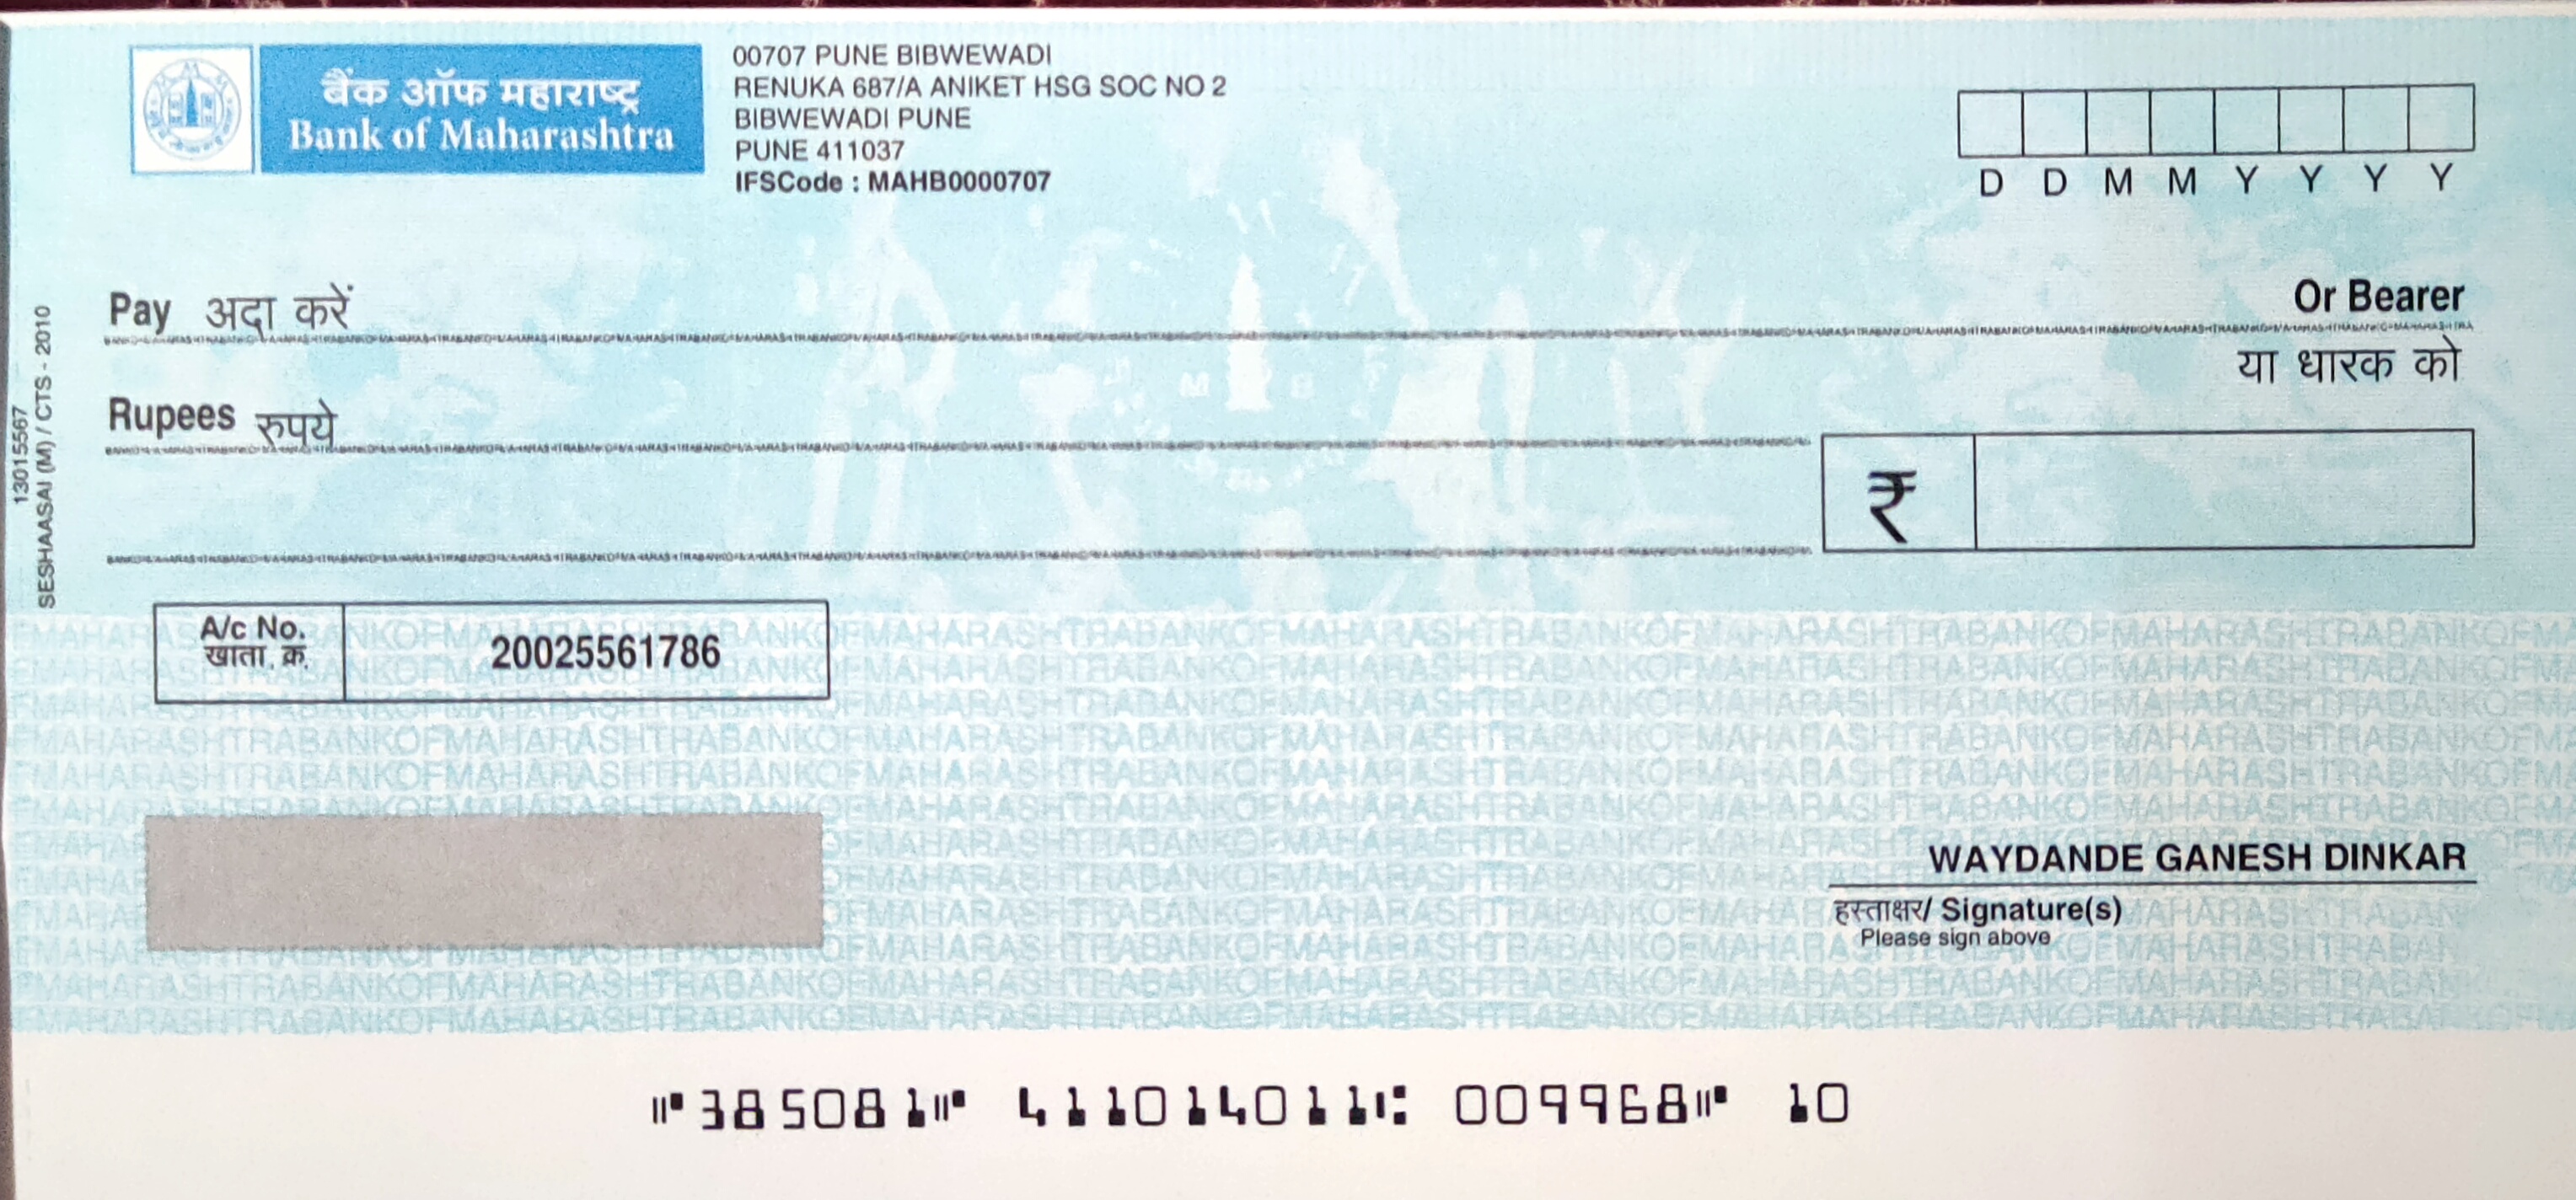 बैंक ऑफ महाराष्ट्र
Bank of Maharashtra
00707 PUNE BIBWEWADI
RENUKA 687/A ANIKET HSG SOC NO 2
BIBWEWADI PUNE
PUNE 411037
IFSCode : MAHB0000707
D D M M Y Y Y Y
Pay अदा करें
Or Bearer
या धारक को
Rupees रुपये
₹
13015567
SESHAASAI (M) / CTS - 2010
A/c No.
खाता. क्र.
20025561786
WAYDANDE GANESH DINKAR
हस्ताक्षर/ Signature(s)
Please sign above
⑈385081⑈ 411014011⑆ 009968⑈ 10